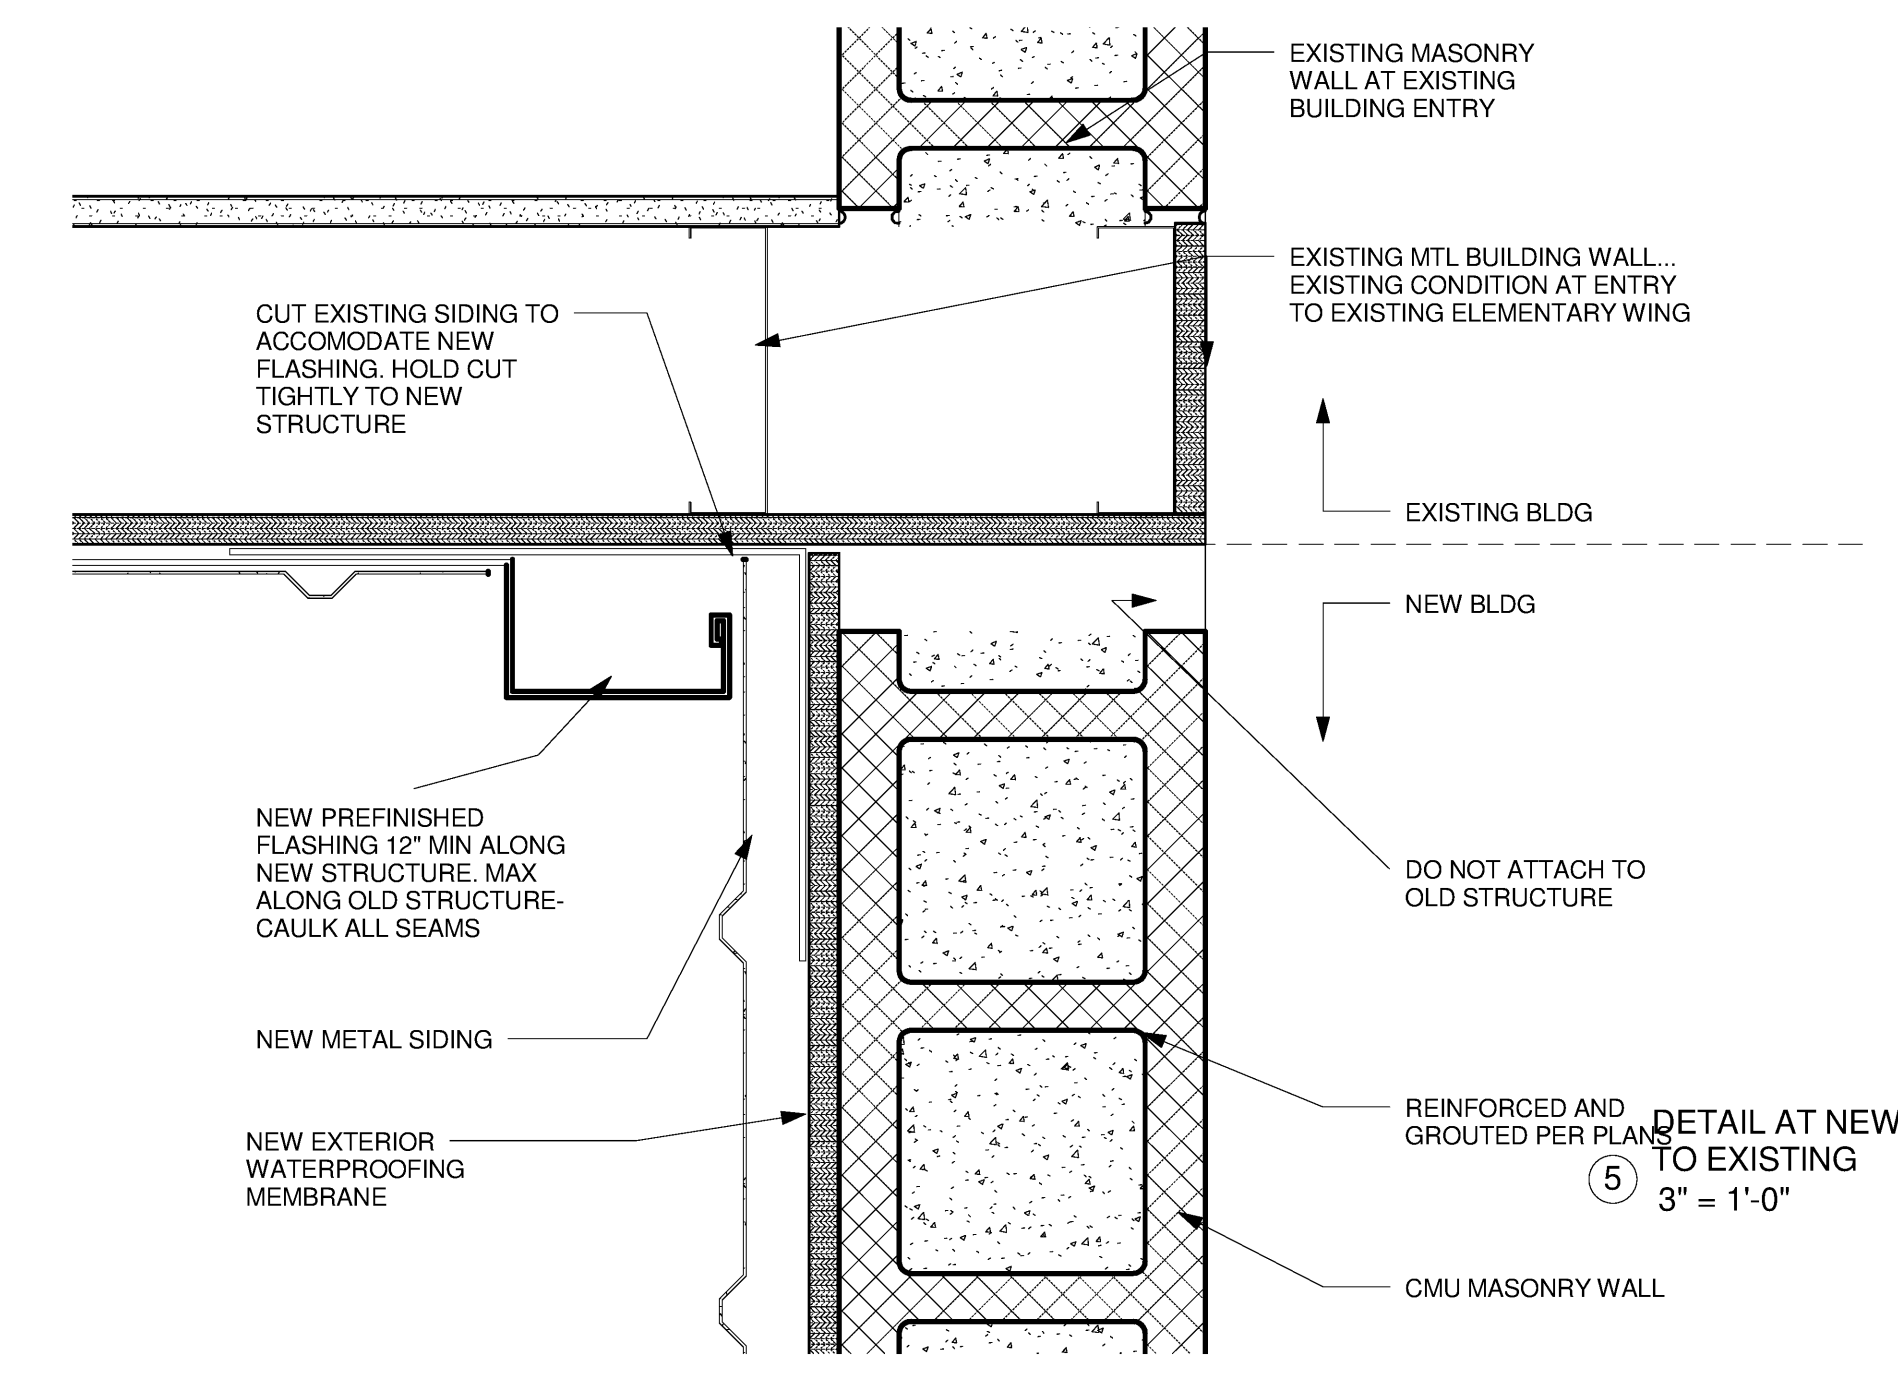 EXISTING MASONRY
WALL AT EXISTING
BUILDING ENTRY
EXISTING MTL BUILDING WALL...
EXISTING CONDITION AT ENTRY
TO EXISTING ELEMENTARY WING
CUT EXISTING SIDING TO
ACCOMODATE NEW
FLASHING. HOLD CUT
TIGHTLY TO NEW
STRUCTURE
EXISTING BLDG
NEW BLDG
NEW PREFINISHED
FLASHING 12" MIN ALONG
NEW STRUCTURE. MAX
ALONG OLD STRUCTURE-
CAULK ALL SEAMS
DO NOT ATTACH TO
OLD STRUCTURE
NEW METAL SIDING
NEW EXTERIOR
WATERPROOFING
MEMBRANE
REINFORCED AND
GROUTED PER PLANS
5
DETAIL AT NEW
TO EXISTING
3" = 1'-0"
CMU MASONRY WALL